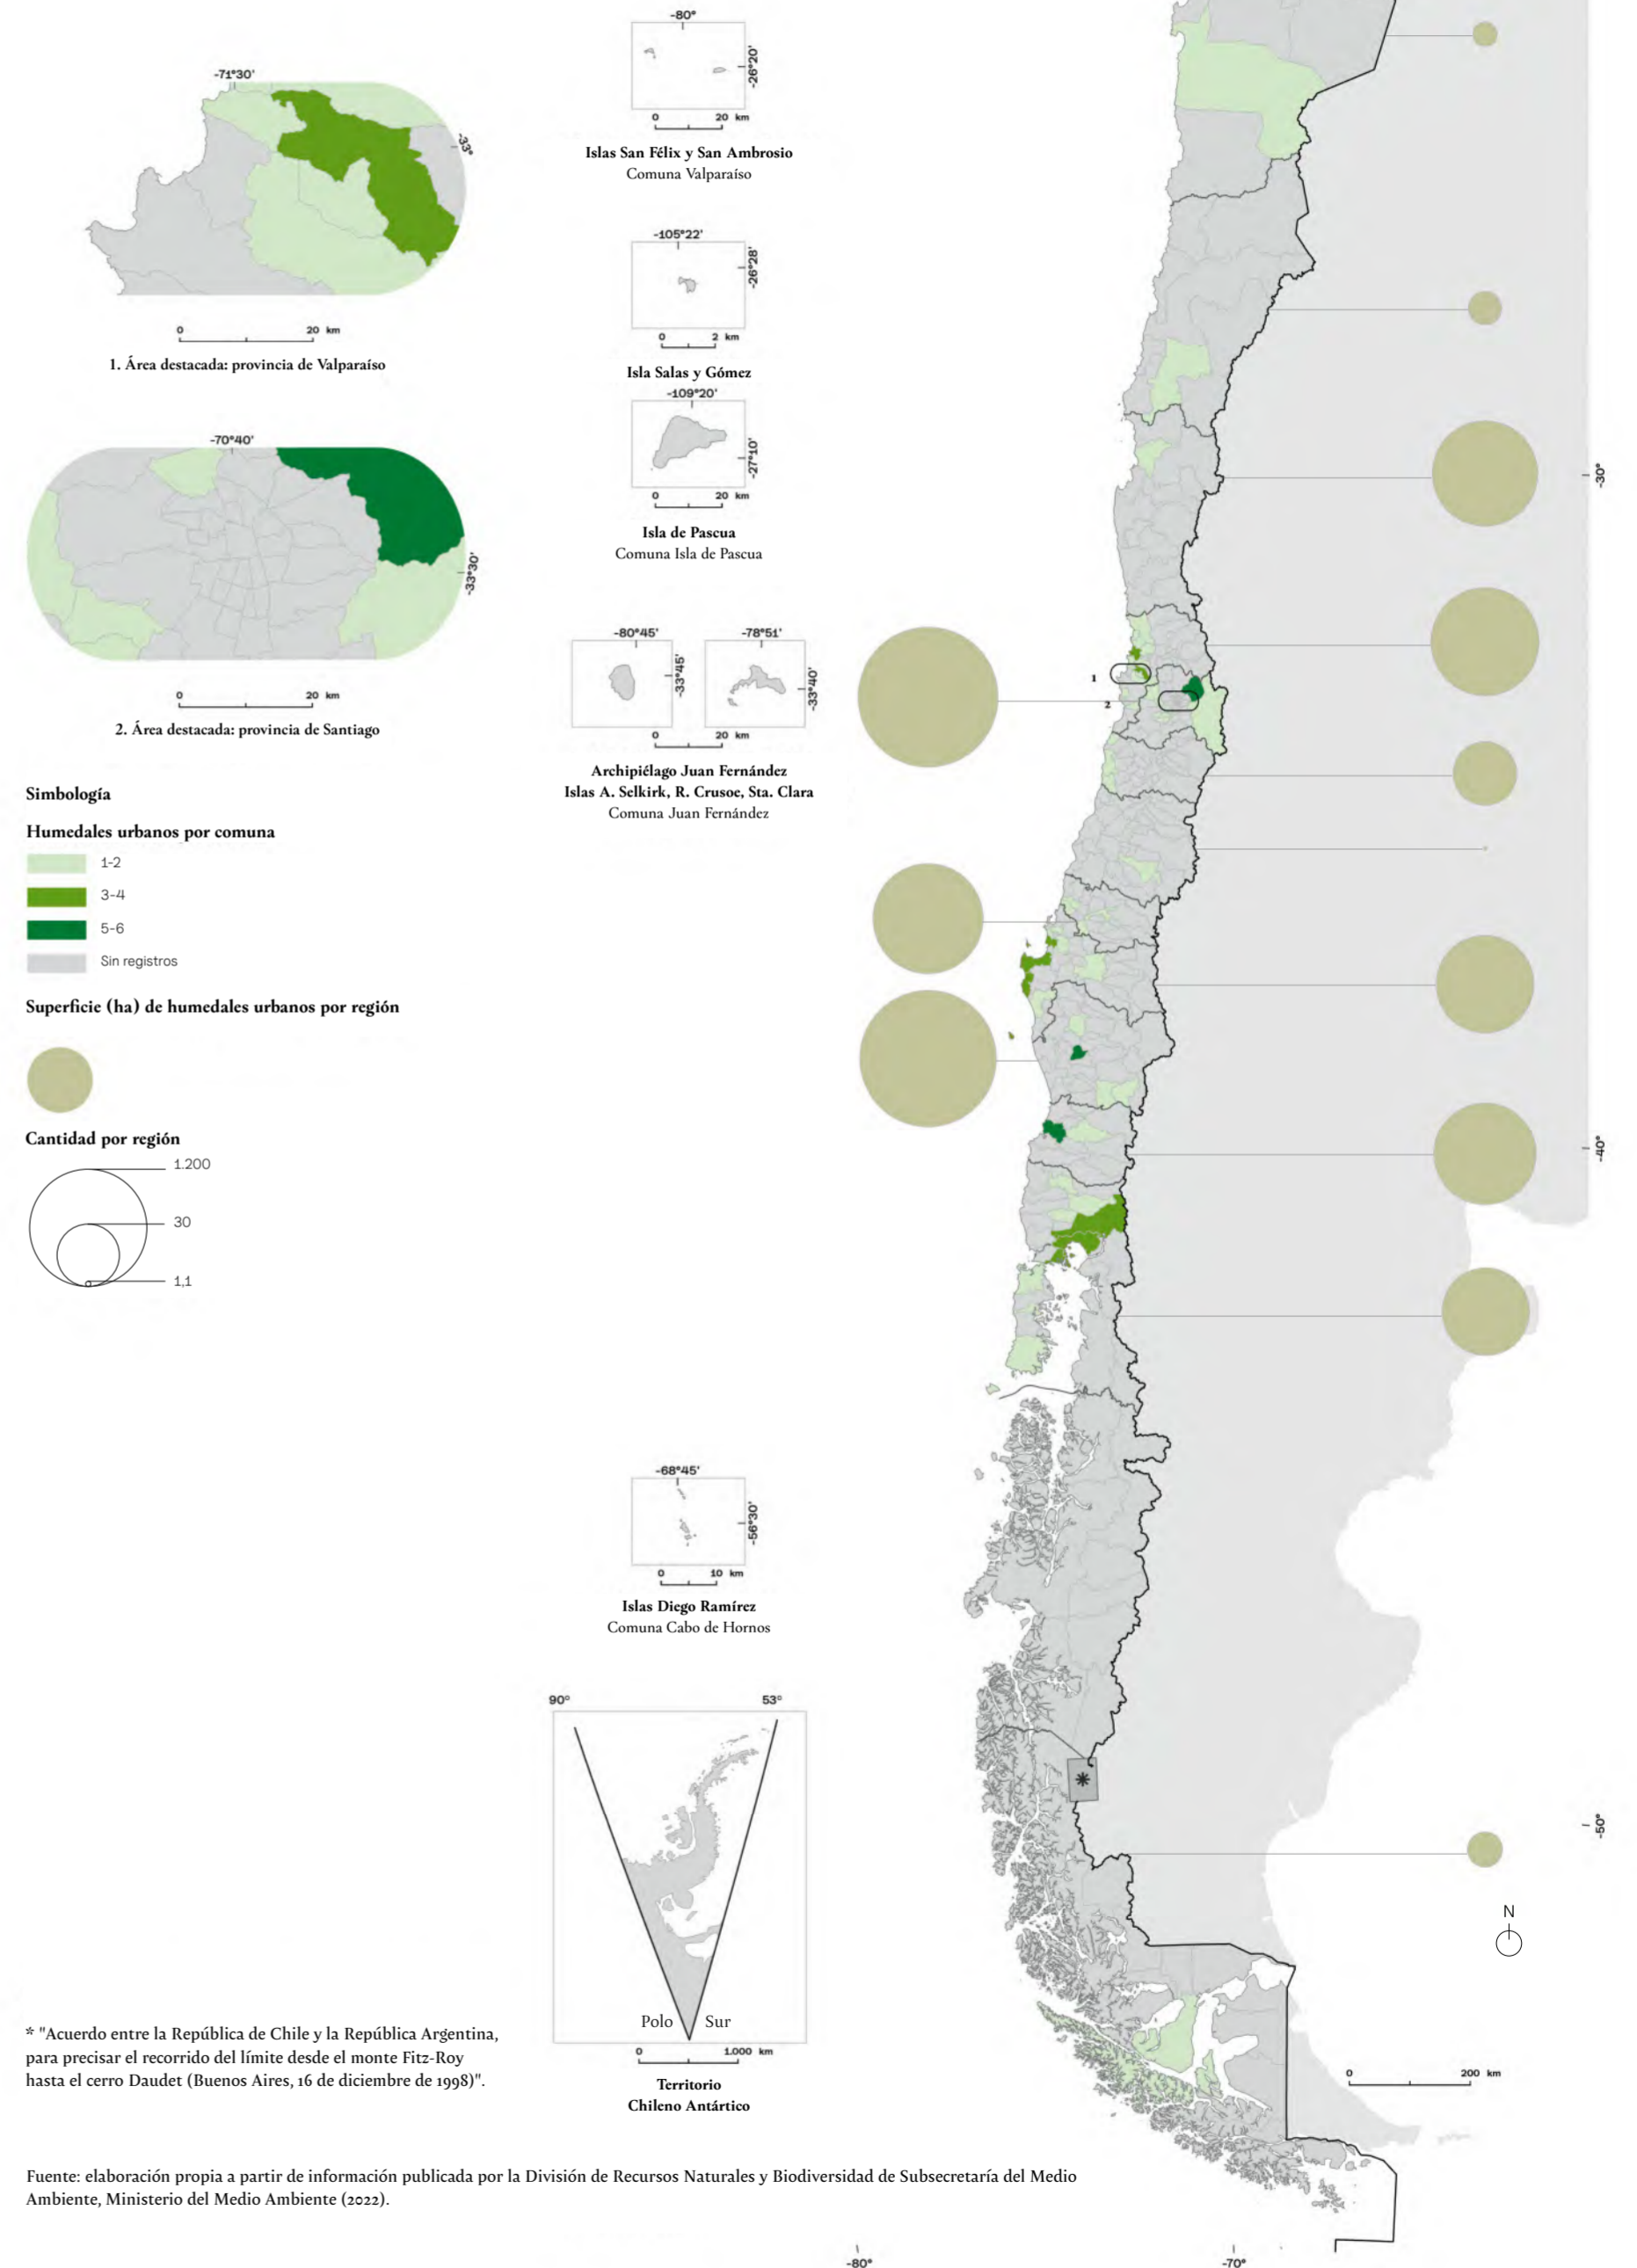 -71°30'
-33°
0 20 km
1. Área destacada: provincia de Valparaíso
-70°40'
-33°30'
0 20 km
2. Área destacada: provincia de Santiago
Simbología
Humedales urbanos por comuna
1-2
3-4
5-6
Sin registros
Superficie (ha) de humedales urbanos por región
Cantidad por región
1.200
30
1,1
-80°
-26°20'
0 20 km
Islas San Félix y San Ambrosio
Comuna Valparaíso
-105°22'
-26°28'
0 2 km
Isla Salas y Gómez
-109°20'
-27°10'
0 20 km
Isla de Pascua
Comuna Isla de Pascua
-80°45'
-33°45'
-78°51'
-33°40'
0 20 km
Archipiélago Juan Fernández
Islas A. Selkirk, R. Crusoe, Sta. Clara
Comuna Juan Fernández
-68°45'
-56°30'
0 10 km
Islas Diego Ramírez
Comuna Cabo de Hornos
90° 53°
Polo Sur
0 1.000 km
Territorio
Chileno Antártico
1
2
-30°
-40°
-50°
*
N
0 200 km
* "Acuerdo entre la República de Chile y la República Argentina,
para precisar el recorrido del límite desde el monte Fitz-Roy
hasta el cerro Daudet (Buenos Aires, 16 de diciembre de 1998)".
Fuente: elaboración propia a partir de información publicada por la División de Recursos Naturales y Biodiversidad de Subsecretaría del Medio
Ambiente, Ministerio del Medio Ambiente (2022).
-80° -70°